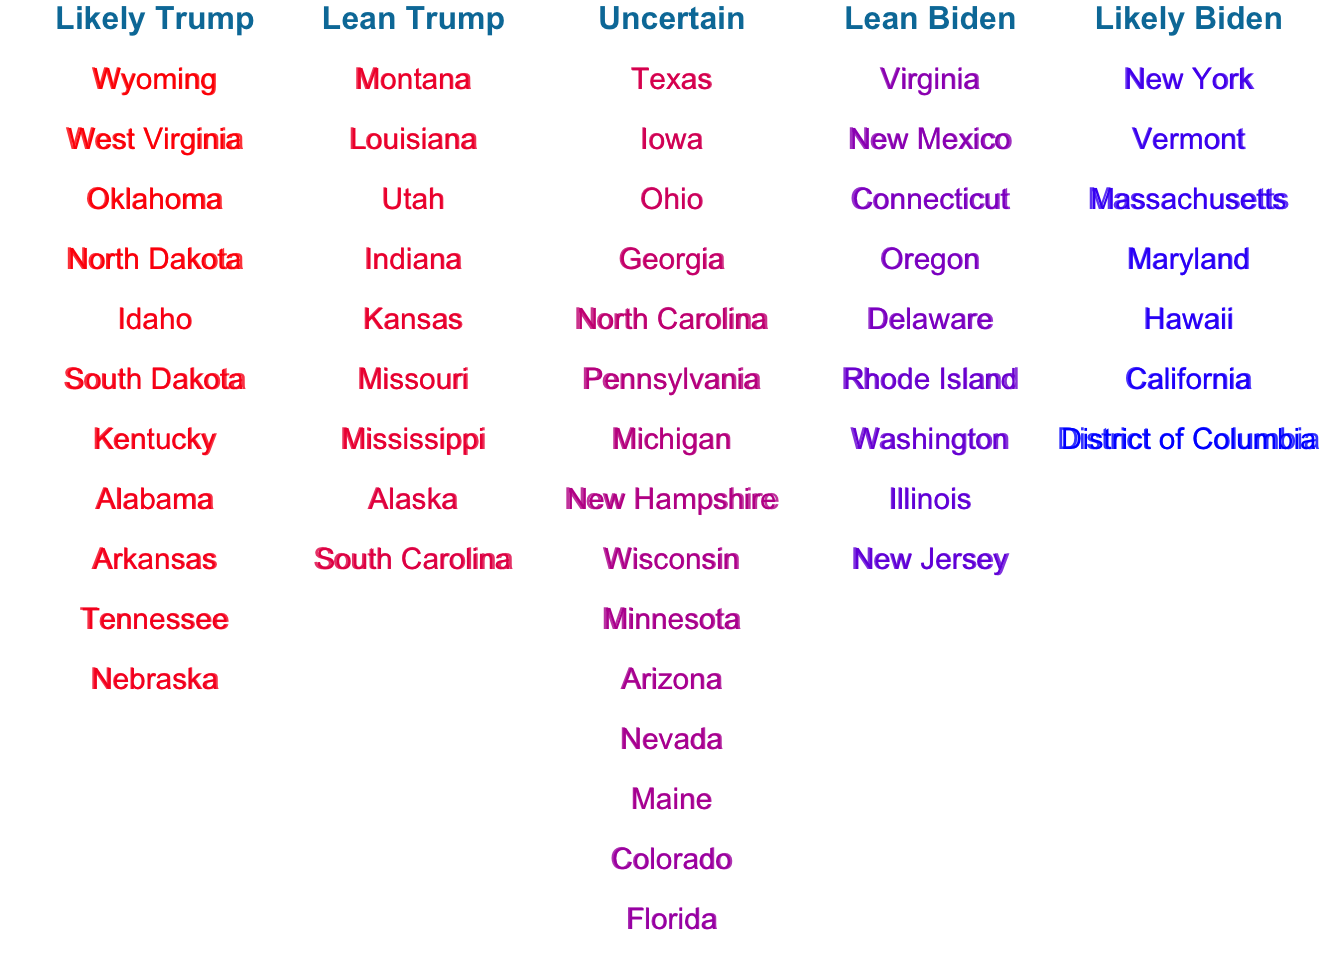 Likely Trump Lean Trump Uncertain Lean Biden Likely Biden
Wyoming Montana Texas Virginia New York
West Virginia Louisiana Iowa New Mexico Vermont
Oklahoma Utah Ohio Connecticut Massachusetts
North Dakota Indiana Georgia Oregon Maryland
Idaho Kansas North Carolina Delaware Hawaii
South Dakota Missouri Pennsylvania Rhode Island California
Kentucky Mississippi Michigan Washington District of Columbia
Alabama Alaska New Hampshire Illinois
Arkansas South Carolina Wisconsin New Jersey
Tennessee Minnesota
Nebraska Arizona
Nevada
Maine
Colorado
Florida